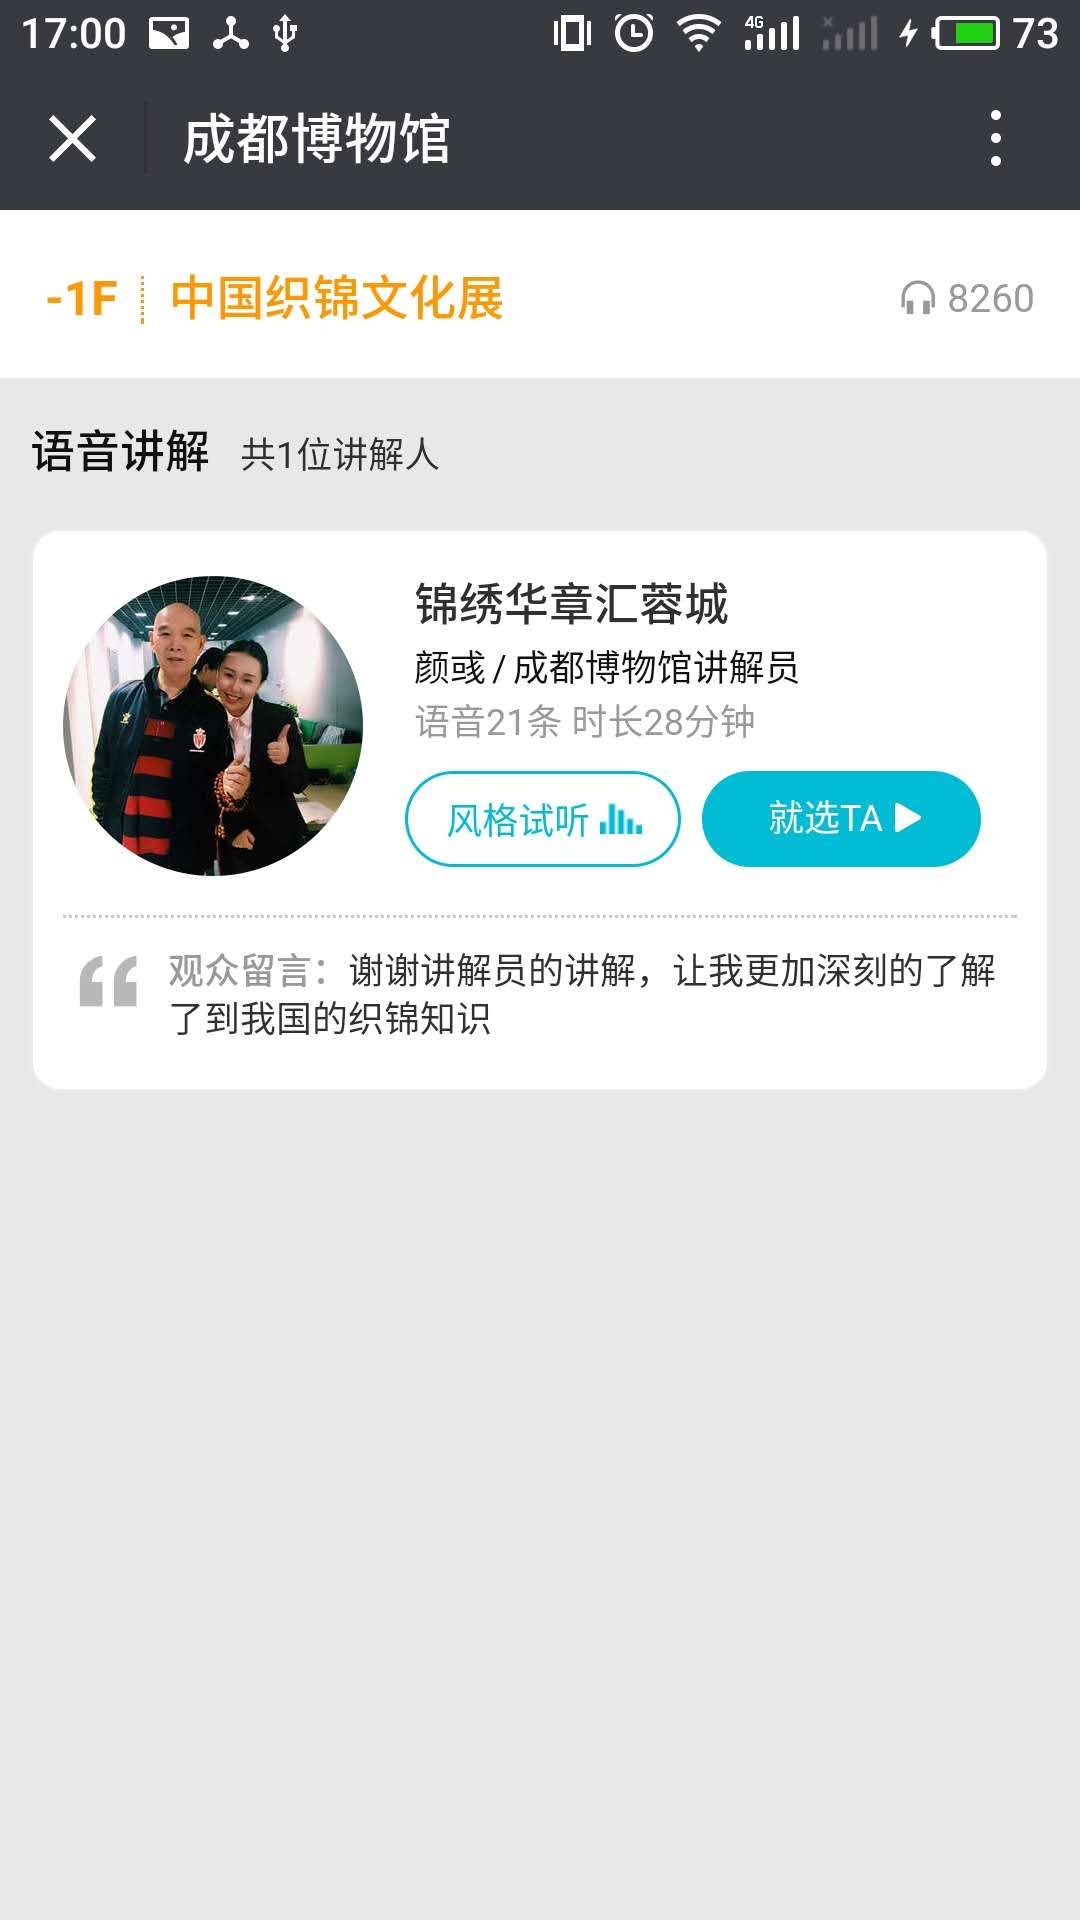 17:00
4G
73
成都博物馆
-1F 中国织锦文化展
8260
语音讲解 共1位讲解人
锦绣华章汇蓉城
颜彧 / 成都博物馆讲解员
语音21条 时长28分钟
风格试听
就选TA
观众留言：谢谢讲解员的讲解，让我更加深刻的了解
了到我国的织锦知识